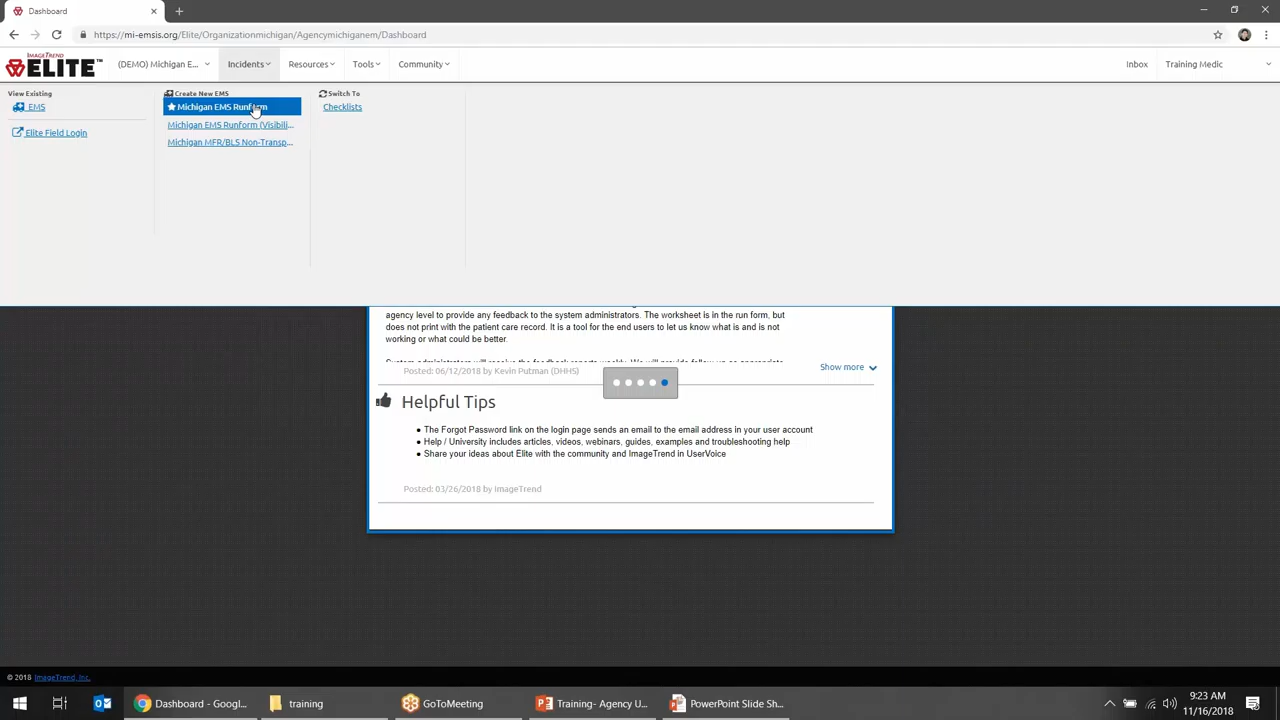 Dashboard
https://mi-emsis.org/Elite/Organizationmichigan/Agencymichiganem/Dashboard
IMAGETREND
ELITE™
(DEMO) Michigan E...
Incidents
Resources
Tools
Community
Inbox
Training Medic
View Existing
EMS
Elite Field Login
Create New EMS
Michigan EMS Runform
Michigan EMS Runform (Visibili...
Michigan MFR/BLS Non-Transp...
Switch To
Checklists
agency level to provide any feedback to the system administrators. The worksheet is in the run form, but
does not print with the patient care record. It is a tool for the end users to let us know what is and is not
working or what could be better.
Posted: 06/12/2018 by Kevin Putman (DHHS)
Show more
Helpful Tips
● The Forgot Password link on the login page sends an email to the email address in your user account
● Help / University includes articles, videos, webinars, guides, examples and troubleshooting help
● Share your ideas about Elite with the community and ImageTrend in UserVoice
Posted: 03/26/2018 by ImageTrend
© 2018 ImageTrend, Inc.
Dashboard - Googl...
training
GoToMeeting
Training- Agency U...
PowerPoint Slide Sh...
9:23 AM
11/16/2018